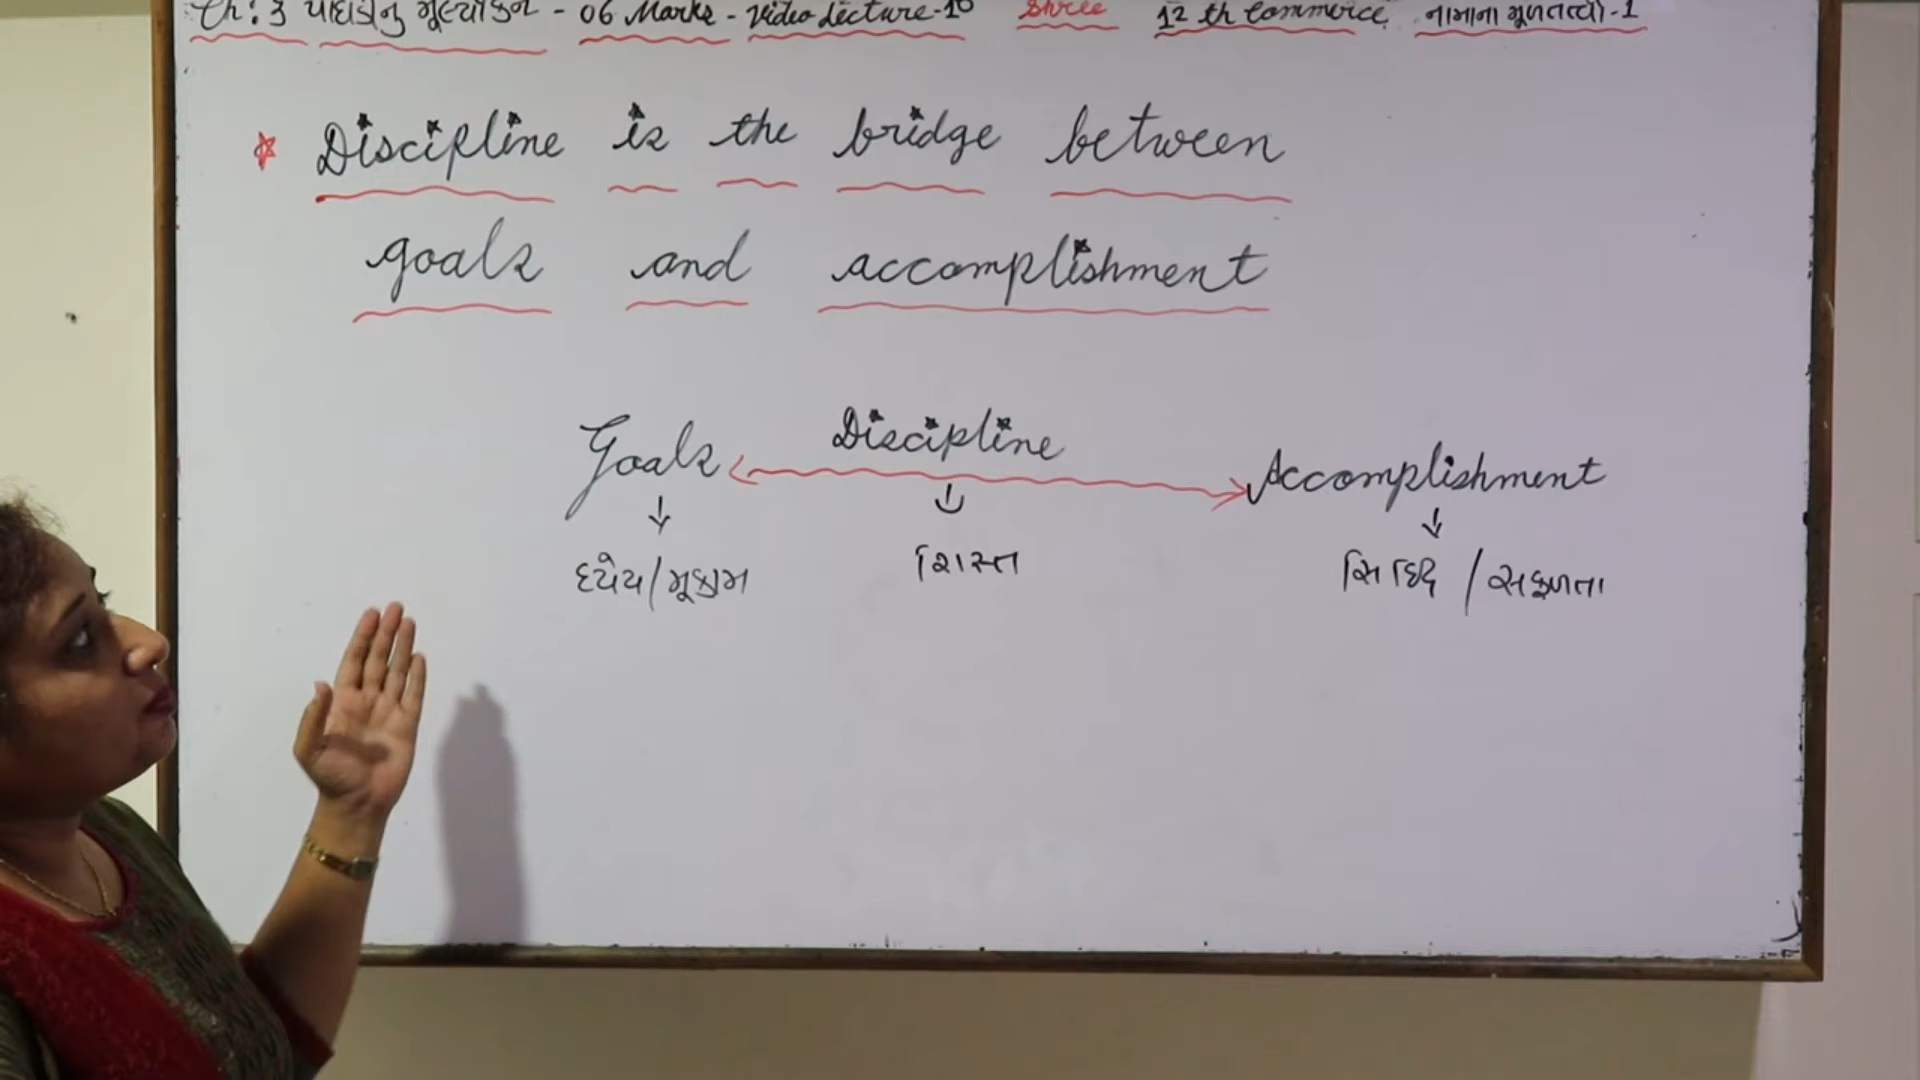 Ch: 3 પાઘડીનું મૂલ્યાંકન - 06 Marks - Video Lecture - 10 Shree 12 th Commerce નામાના મૂળતત્વો - 1
Discipline is the bridge between
goals and accomplishment
Goals Discipline Accomplishment
ધ્યેય/મૂકામ શિસ્ત સિદ્ધિ / સફળતા